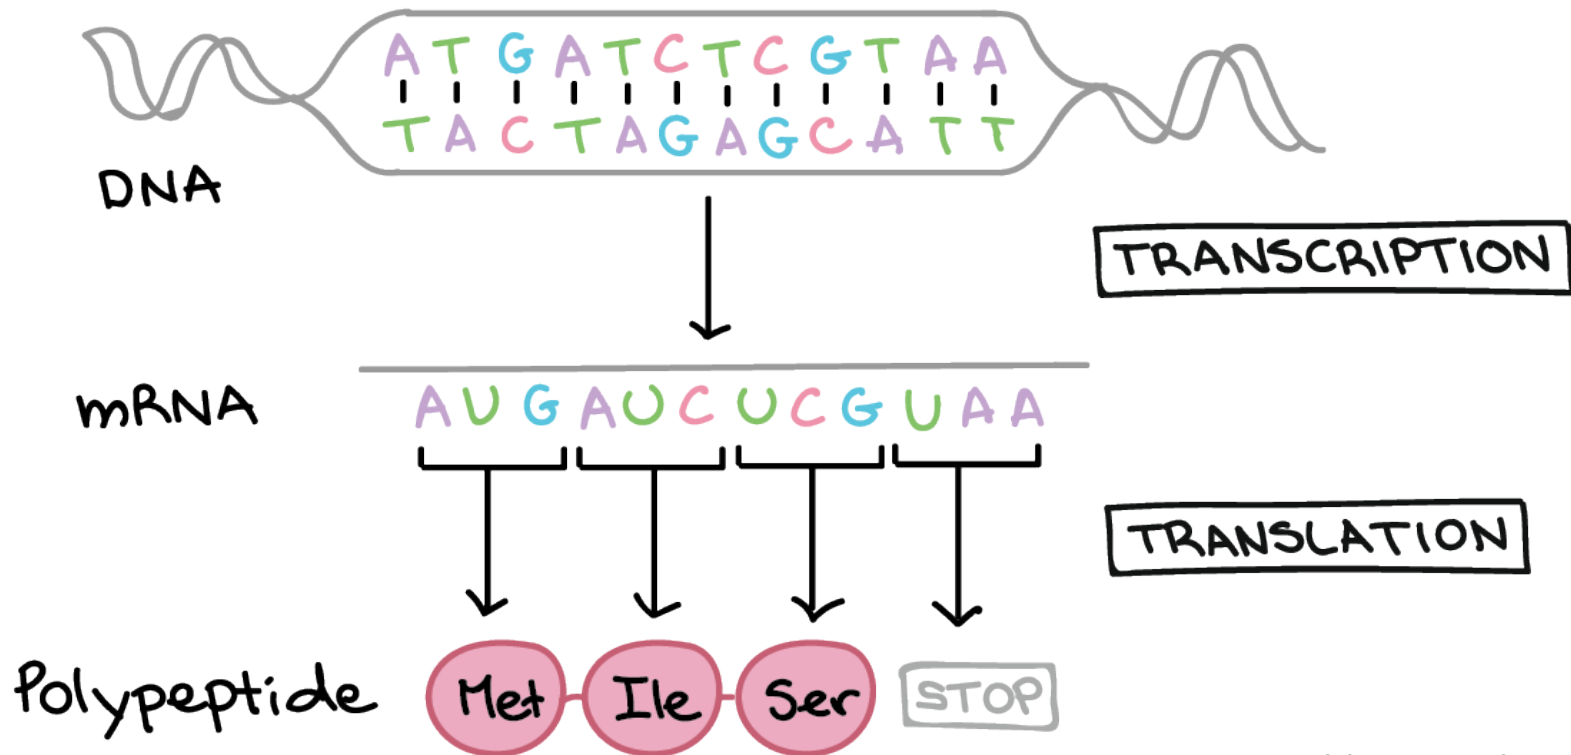 A T G A T C T C G T A A
T A C T A G A G C A T T
DNA
TRANSCRIPTION
mRNA
A U G A U C U C G U A A
TRANSLATION
Polypeptide Met Ile Ser STOP